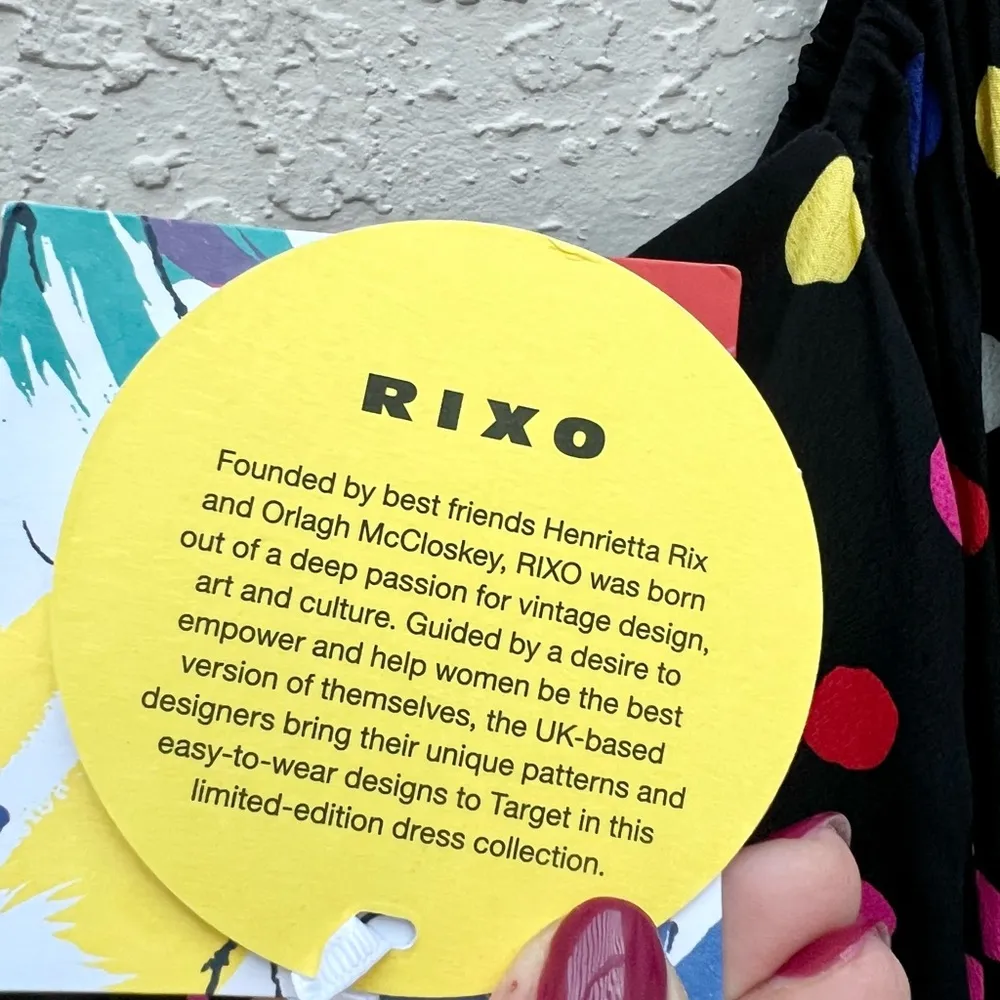 RIXO
Founded by best friends Henrietta Rix
and Orlagh McCloskey, RIXO was born
out of a deep passion for vintage design,
art and culture. Guided by a desire to
empower and help women be the best
version of themselves, the UK-based
designers bring their unique patterns and
easy-to-wear designs to Target in this
limited-edition dress collection.